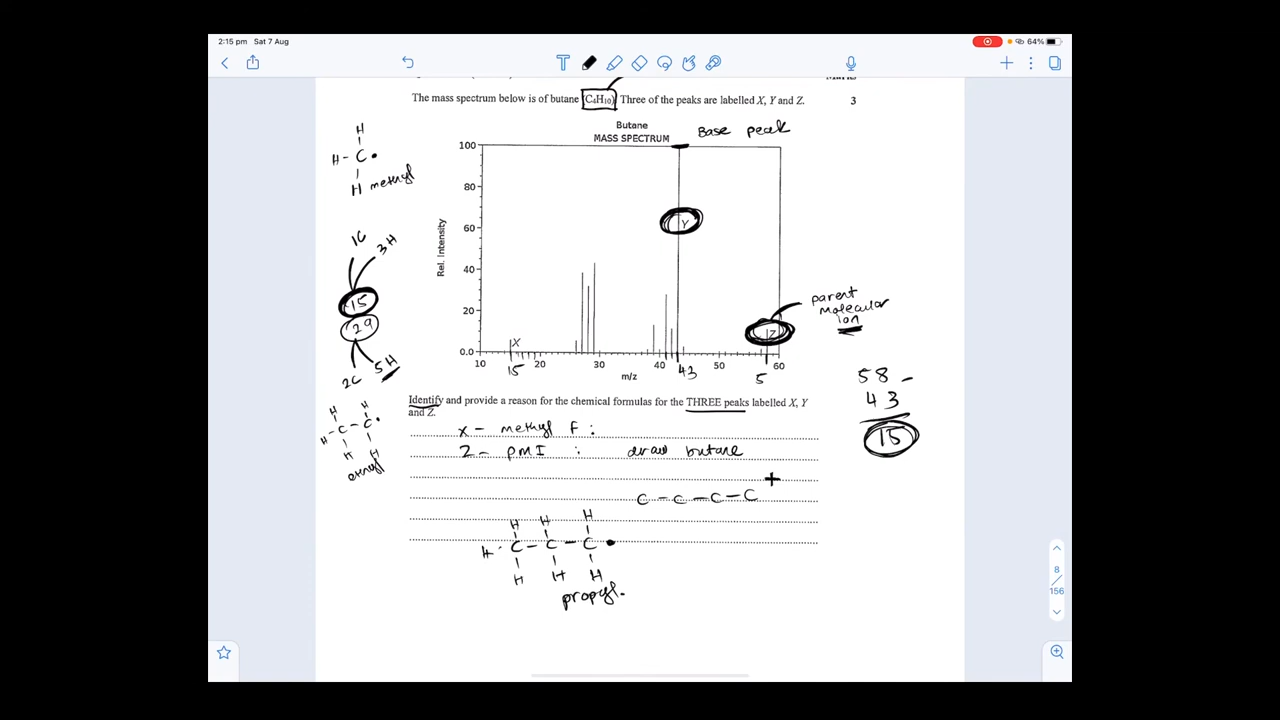 2:15 pm Sat 7 Aug
64%
The mass spectrum below is of butane (C4H10). Three of the peaks are labelled X, Y and Z.
3
Butane
MASS SPECTRUM
Base peak
100
80
60
40
20
0.0
Rel. Intensity
10
20
30
40
50
60
m/z
X
Y
Z
15
43
5
parent
molecular
ion
58 -
43
15
H
H - C •
H
methyl
1C
3H
15
29
2C
5H
H H
H - C - C •
H H
ethyl
Identify and provide a reason for the chemical formulas for the THREE peaks labelled X, Y
and Z.
X - methyl F :
Z - PMI : draw butane
+
C - C - C - C
H H H
H - C - C - C •
H H H
propyl.
8
156